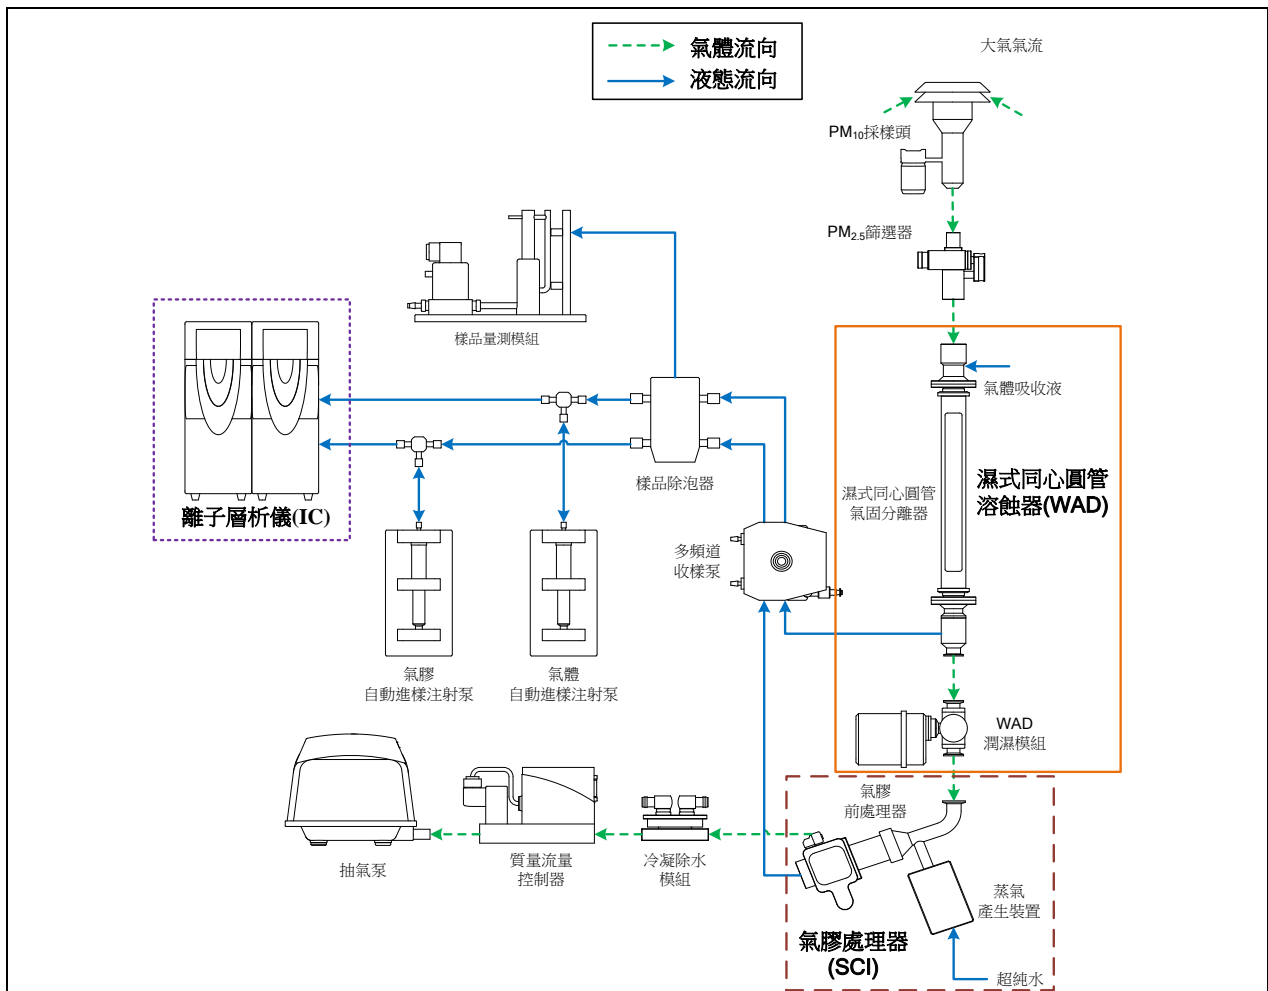 氣體流向
液態流向
大氣氣流
PM10採樣頭
PM2.5篩選器
樣品量測模組
氣體吸收液
離子層析儀(IC)
樣品除泡器
濕式同心圓管
氣固分離器
濕式同心圓管
溶蝕器(WAD)
多頻道
收樣泵
氣膠
自動進樣注射泵
氣體
自動進樣注射泵
WAD
潤濕模組
氣膠
前處理器
抽氣泵
質量流量
控制器
冷凝除水
模組
蒸氣
產生裝置
氣膠處理器
(SCI)
超純水